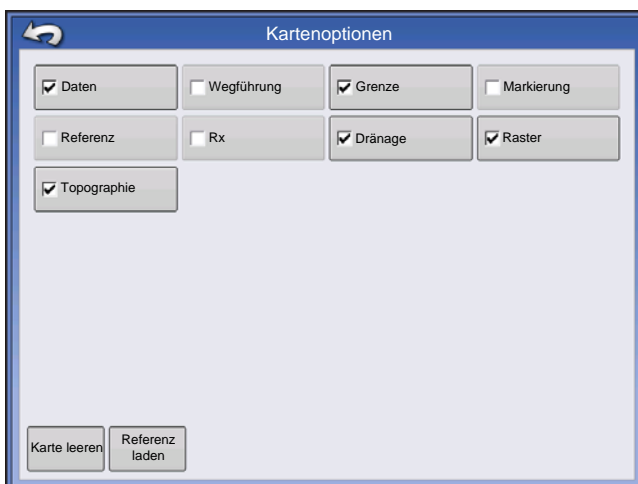 Kartenoptionen
Daten
Wegführung
Grenze
Markierung
Referenz
Rx
Dränage
Raster
Topographie
Karte leeren
Referenz
laden